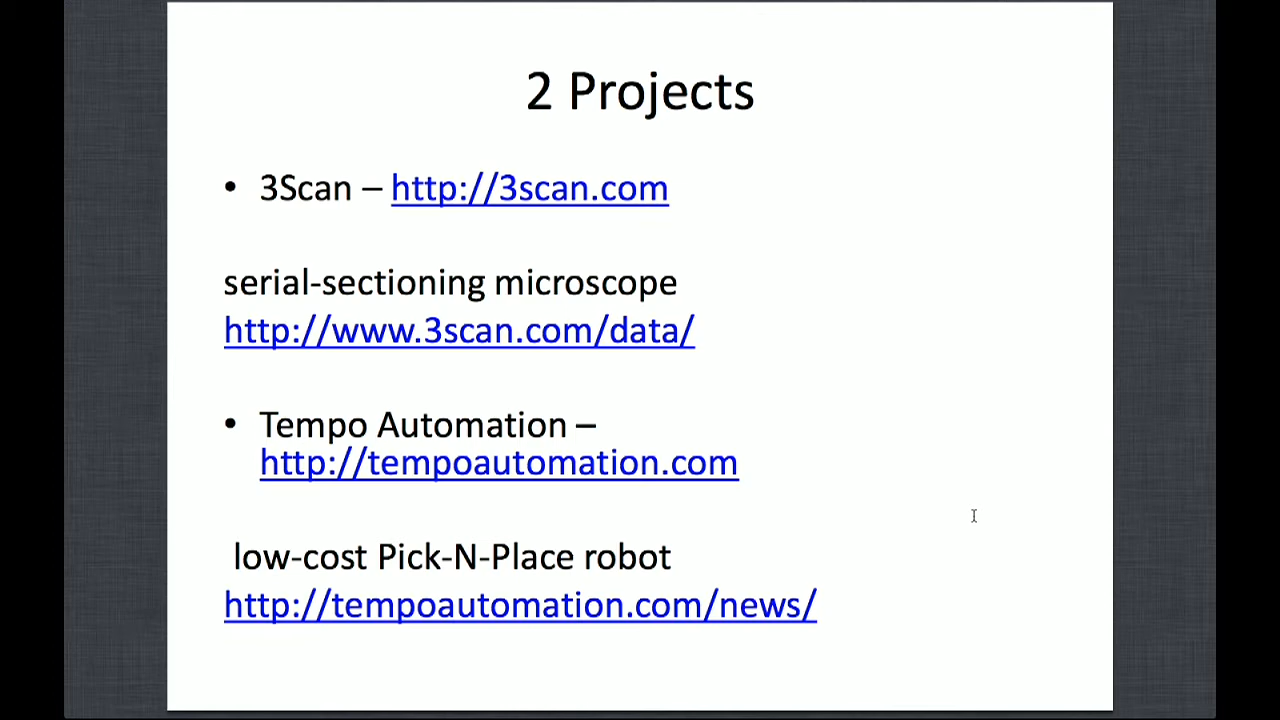 2 Projects
• 3Scan – http://3scan.com
serial-sectioning microscope
http://www.3scan.com/data/
• Tempo Automation –
http://tempoautomation.com
low-cost Pick-N-Place robot
http://tempoautomation.com/news/